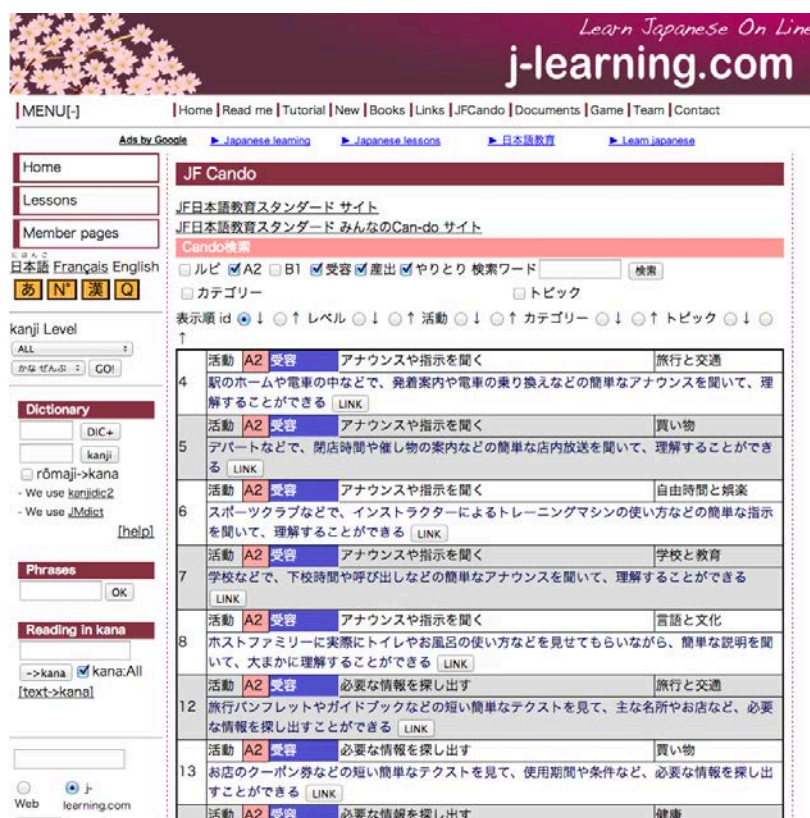 Learn Japanese On Line
j-learning.com
MENU[-]
Home | Read me | Tutorial | New | Books | Links | JFCando | Documents | Game | Team | Contact
Ads by Google ► Japanese learning ► Japanese lessons ► 日本語教育 ► Learn japanese
Home
Lessons
Member pages
にほんご
日本語 Français English
あ N° 漢 Q
kanji Level
ALL
かな ぜんぶ GO!
Dictionary
DIC+
kanji
rōmaji->kana
- We use kanjidic2
- We use JMdict
[help]
Phrases
OK
Reading in kana
->kana kana:All
[text->kana]
Web j-learning.com
JF Cando
JF日本語教育スタンダード サイト
JF日本語教育スタンダード みんなのCan-do サイト
Cando検索
ルビ A2 B1 受容 産出 やりとり 検索ワード 検索
カテゴリー トピック
表示順 id ↓ ↑ レベル ↓ ↑ 活動 ↓ ↑ カテゴリー ↓ ↑ トピック ↓
↑
活動 A2 受容 アナウンスや指示を聞く 旅行と交通
4 駅のホームや電車の中などで、発着案内や電車の乗り換えなどの簡単なアナウンスを聞いて、理
解することができる LINK
活動 A2 受容 アナウンスや指示を聞く 買い物
5 デパートなどで、閉店時間や催し物の案内などの簡単な店内放送を聞いて、理解することができ
る LINK
活動 A2 受容 アナウンスや指示を聞く 自由時間と娯楽
6 スポーツクラブなどで、インストラクターによるトレーニングマシンの使い方などの簡単な指示
を聞いて、理解することができる LINK
活動 A2 受容 アナウンスや指示を聞く 学校と教育
7 学校などで、下校時間や呼び出しなどの簡単なアナウンスを聞いて、理解することができる
LINK
活動 A2 受容 アナウンスや指示を聞く 言語と文化
8 ホストファミリーに実際にトイレやお風呂の使い方などを見せてもらいながら、簡単な説明を聞
いて、大まかに理解することができる LINK
活動 A2 受容 必要な情報を探し出す 旅行と交通
12 旅行パンフレットやガイドブックなどの短い簡単なテクストを見て、主な名所やお店など、必要
な情報を探し出すことができる LINK
活動 A2 受容 必要な情報を探し出す 買い物
13 お店のクーポン券などの短い簡単なテクストを見て、使用期間や条件など、必要な情報を探し出
すことができる LINK
活動 A2 受容 必要な情報を探し出す 健康